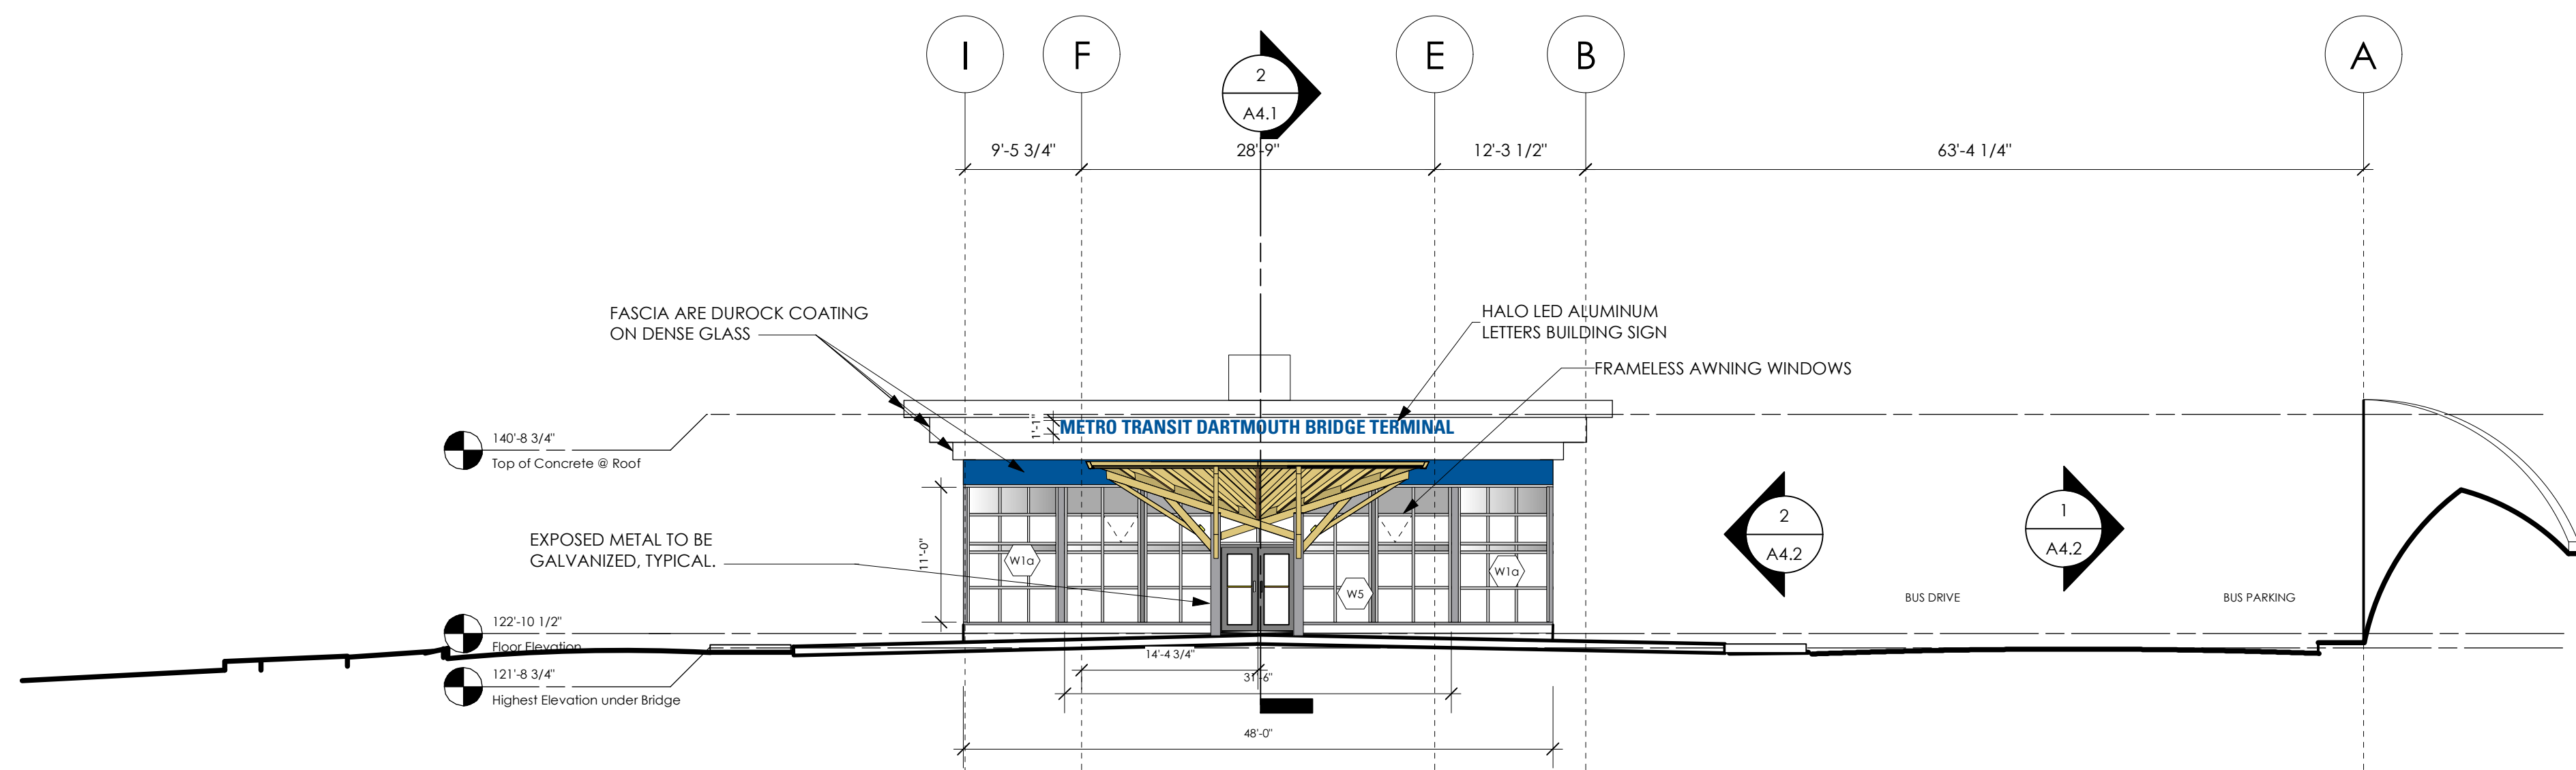 I
F
E
B
A
2
A4.1
9'-5 3/4"
28'-9"
12'-3 1/2"
63'-4 1/4"
FASCIA ARE DUROCK COATING
ON DENSE GLASS
HALO LED ALUMINUM
LETTERS BUILDING SIGN
FRAMELESS AWNING WINDOWS
1'-1"
METRO TRANSIT DARTMOUTH BRIDGE TERMINAL
140'-8 3/4"
Top of Concrete @ Roof
EXPOSED METAL TO BE
GALVANIZED, TYPICAL.
11'-0"
W1a
W5
W1a
2
A4.2
1
A4.2
BUS DRIVE
BUS PARKING
122'-10 1/2"
Floor Elevation
121'-8 3/4"
Highest Elevation under Bridge
14'-4 3/4"
31'-6"
48'-0"